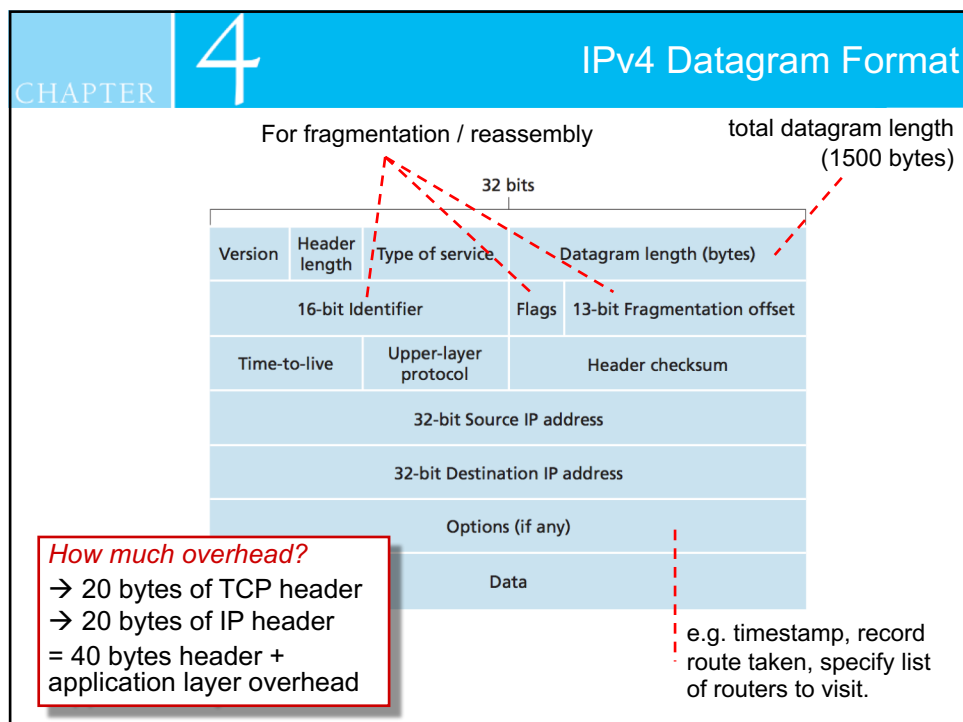 CHAPTER 4
IPv4 Datagram Format
For fragmentation / reassembly
total datagram length
(1500 bytes)
32 bits
Version
Header
length
Type of service
Datagram length (bytes)
16-bit Identifier
Flags
13-bit Fragmentation offset
Time-to-live
Upper-layer
protocol
Header checksum
32-bit Source IP address
32-bit Destination IP address
Options (if any)
Data
How much overhead?
→ 20 bytes of TCP header
→ 20 bytes of IP header
= 40 bytes header +
application layer overhead
e.g. timestamp, record
route taken, specify list
of routers to visit.